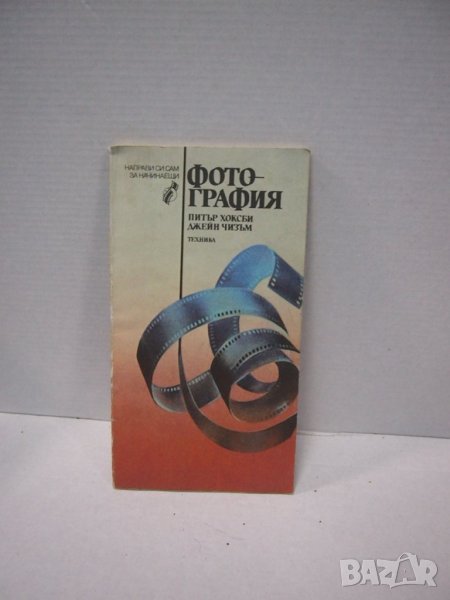 НАПРАВИ СИ САМ
ЗА НАЧИНАЕЩИ
ФОТО-
ГРАФИЯ
ПИТЪР ХОКСБИ
ДЖЕЙН ЧИЗЪМ
ТЕХНИКА
BAZAR